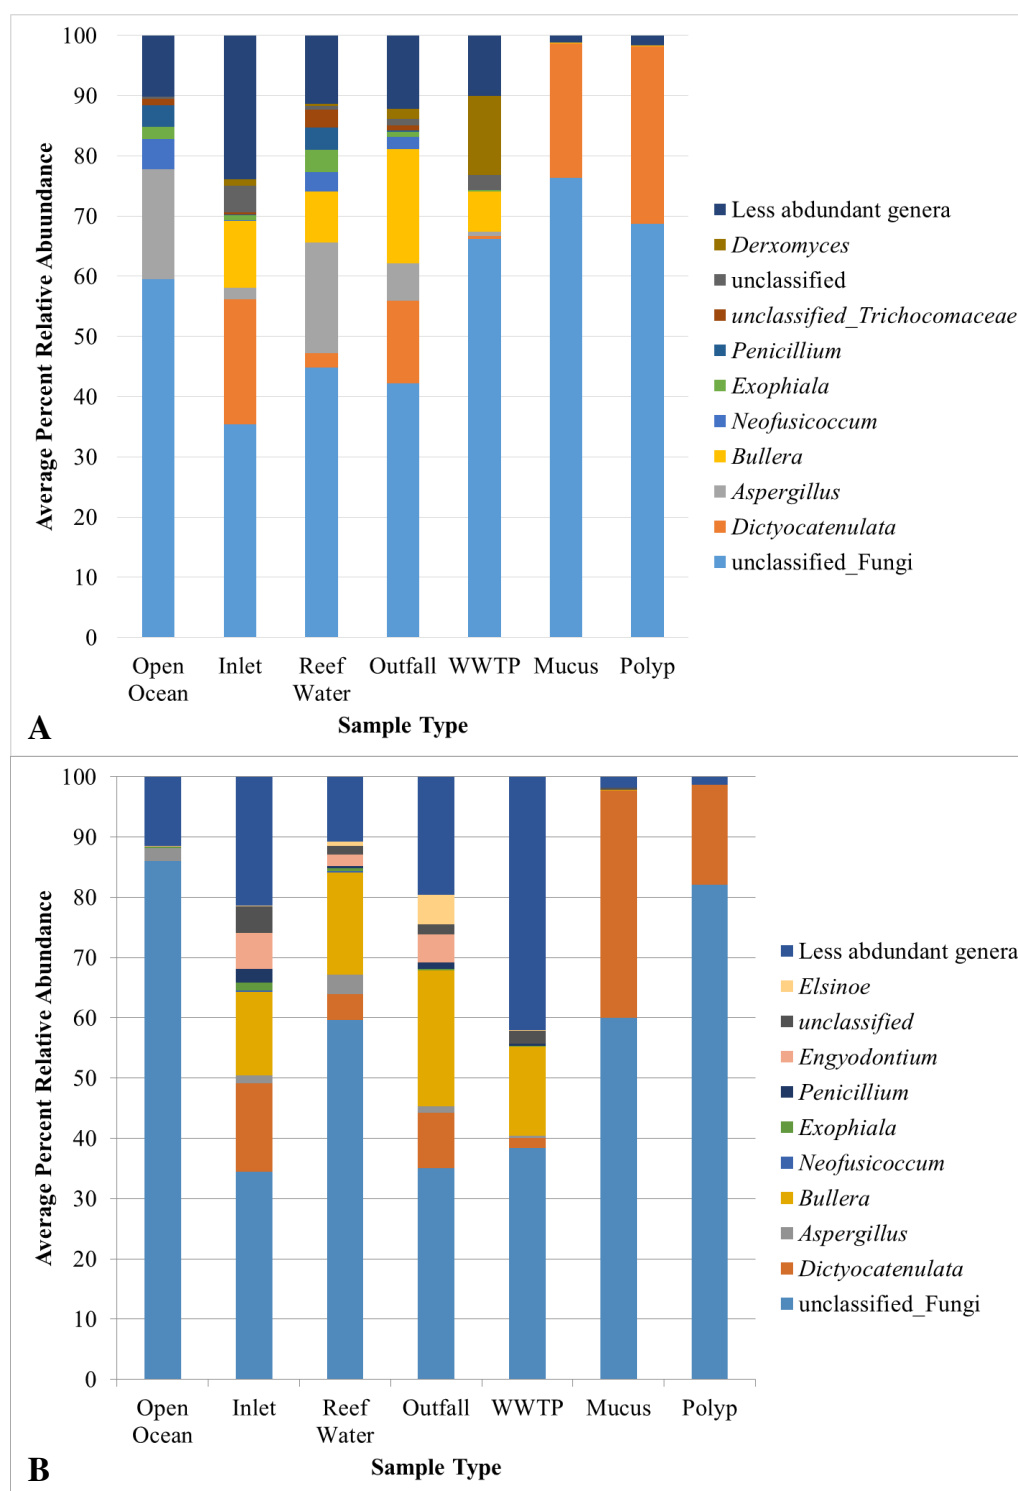 100
90
80
70
60
50
40
30
20
10
0
Average Percent Relative Abundance
Open Ocean
Inlet
Reef Water
Outfall
WWTP
Mucus
Polyp
Sample Type
A
Less abdundant genera
Derxomyces
unclassified
unclassified_Trichocomaceae
Penicillium
Exophiala
Neofusicoccum
Bullera
Aspergillus
Dictyocatenulata
unclassified_Fungi
100
90
80
70
60
50
40
30
20
10
0
Average Percent Relative Abundance
Open Ocean
Inlet
Reef Water
Outfall
WWTP
Mucus
Polyp
Sample Type
B
Less abdundant genera
Elsinoe
unclassified
Engyodontium
Penicillium
Exophiala
Neofusicoccum
Bullera
Aspergillus
Dictyocatenulata
unclassified_Fungi